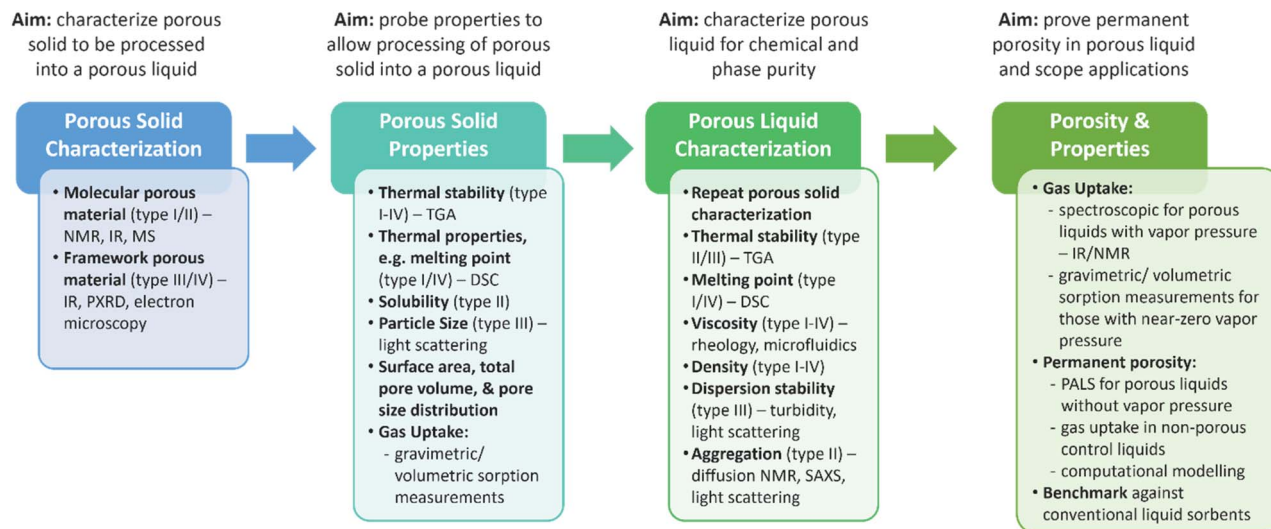 Aim: characterize porous
solid to be processed
into a porous liquid
Porous Solid
Characterization
• Molecular porous
material (type I/II) –
NMR, IR, MS
• Framework porous
material (type III/IV) –
IR, PXRD, electron
microscopy
Aim: probe properties to
allow processing of porous
solid into a porous liquid
Porous Solid
Properties
• Thermal stability (type
I-IV) – TGA
• Thermal properties,
e.g. melting point
(type I/IV) – DSC
• Solubility (type II)
• Particle Size (type III) –
light scattering
• Surface area, total
pore volume, & pore
size distribution
• Gas Uptake:
- gravimetric/
volumetric sorption
measurements
Aim: characterize porous
liquid for chemical and
phase purity
Porous Liquid
Characterization
• Repeat porous solid
characterization
• Thermal stability (type
II/III) – TGA
• Melting point (type
I/IV) – DSC
• Viscosity (type I-IV) –
rheology, microfluidics
• Density (type I-IV)
• Dispersion stability
(type III) – turbidity,
light scattering
• Aggregation (type II) –
diffusion NMR, SAXS,
light scattering
Aim: prove permanent
porosity in porous liquid
and scope applications
Porosity &
Properties
• Gas Uptake:
- spectroscopic for porous
liquids with vapor pressure
– IR/NMR
- gravimetric/ volumetric
sorption measurements for
those with near-zero vapor
pressure
• Permanent porosity:
- PALS for porous liquids
without vapor pressure
- gas uptake in non-porous
control liquids
- computational modelling
• Benchmark against
conventional liquid sorbents